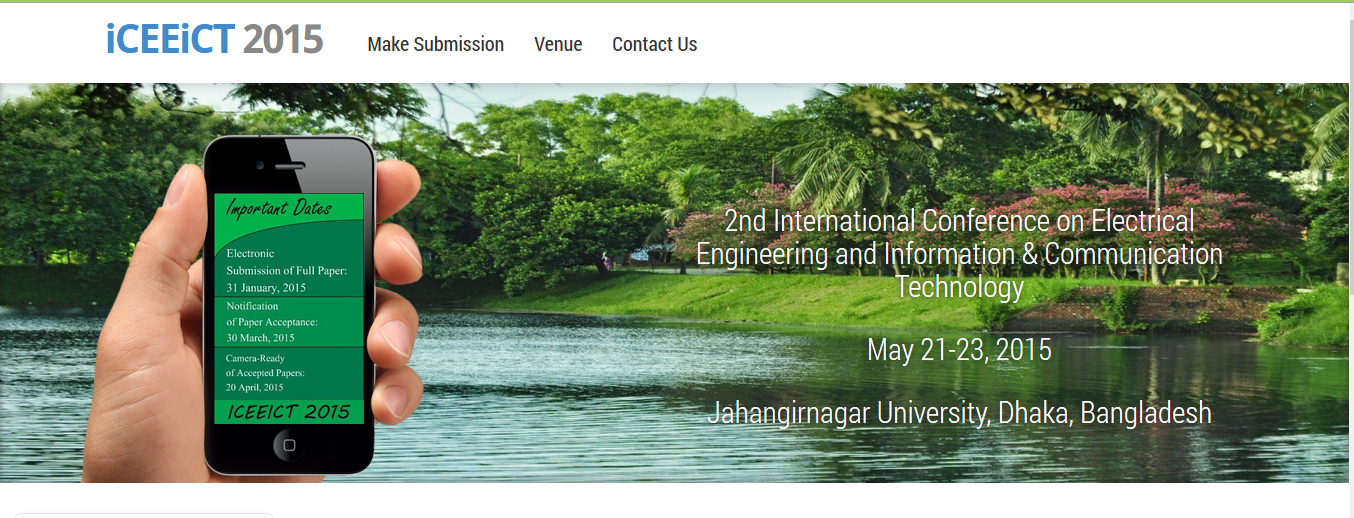 iCEEiCT 2015
Make Submission
Venue
Contact Us
Important Dates
Electronic
Submission of Full Paper:
31 January, 2015
Notification
of Paper Acceptance:
30 March, 2015
Camera-Ready
of Accepted Papers:
20 April, 2015
ICEEICT 2015
2nd International Conference on Electrical
Engineering and Information & Communication
Technology
May 21-23, 2015
Jahangirnagar University, Dhaka, Bangladesh